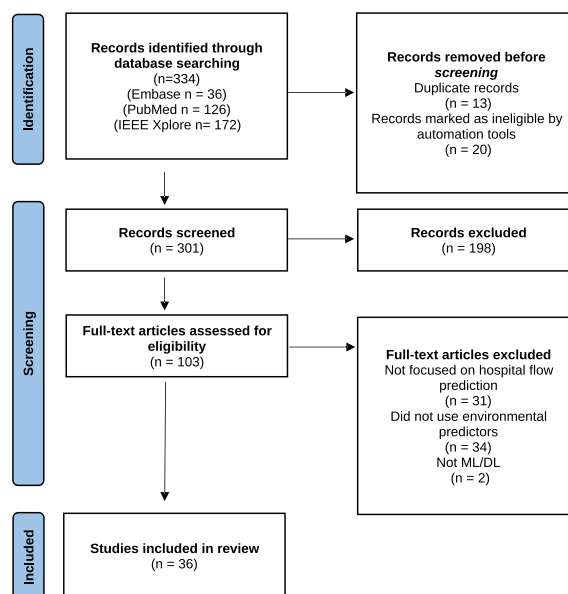 Identification
Records identified through
database searching
(n=334)
(Embase n = 36)
(PubMed n = 126)
(IEEE Xplore n= 172)
Records removed before
screening
Duplicate records
(n = 13)
Records marked as ineligible by
automation tools
(n = 20)
Screening
Records screened
(n = 301)
Records excluded
(n = 198)
Full-text articles assessed for
eligibility
(n = 103)
Full-text articles excluded
Not focused on hospital flow
prediction
(n = 31)
Did not use environmental
predictors
(n = 34)
Not ML/DL
(n = 2)
Included
Studies included in review
(n = 36)